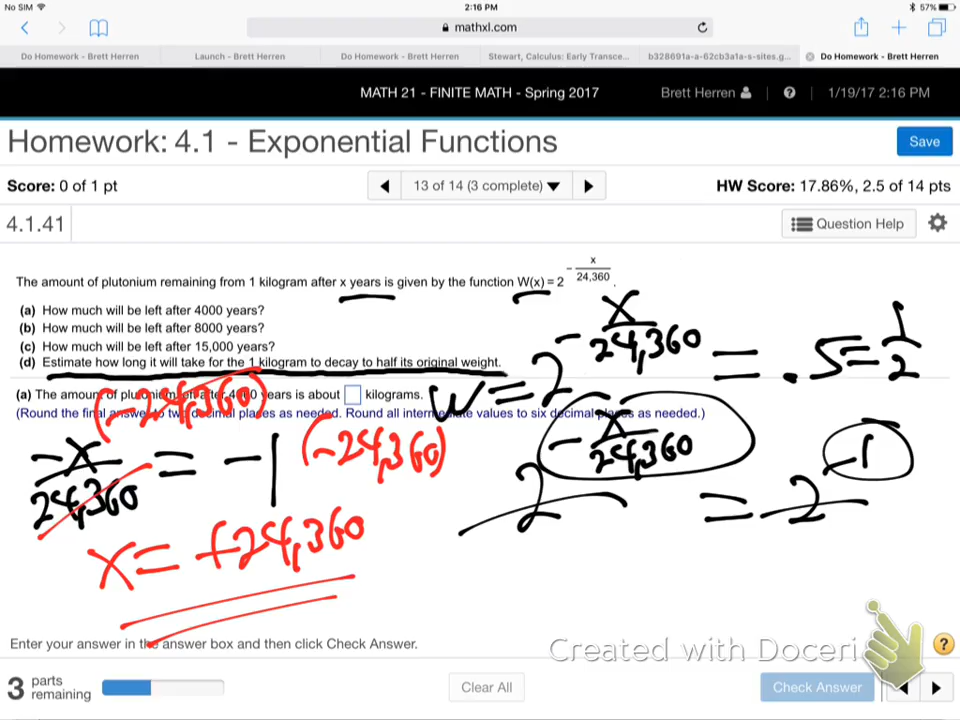 No SIM 2:16 PM 57%
mathxl.com
Do Homework - Brett Herren Launch - Brett Herren Do Homework - Brett Herren Stewart, Calculus: Early Transce... b328691a-a-62cb3a1a-s-sites.g... Do Homework - Brett Herren
MATH 21 - FINITE MATH - Spring 2017 Brett Herren ? 1/19/17 2:16 PM
Homework: 4.1 - Exponential Functions Save
Score: 0 of 1 pt 13 of 14 (3 complete) HW Score: 17.86%, 2.5 of 14 pts
4.1.41 Question Help
The amount of plutonium remaining from 1 kilogram after x years is given by the function W(x) = 2^(-x/24,360).
(a) How much will be left after 4000 years?
(b) How much will be left after 8000 years?
(c) How much will be left after 15,000 years?
(d) Estimate how long it will take for the 1 kilogram to decay to half its original weight.
W = 2^(-x/24,360) = .5 = 1/2
(a) The amount of plutonium left after 4000 years is about kilograms.
(Round the final answer to two decimal places as needed. Round all intermediate values to six decimal places as needed.)
2^(-x/24,360) = 2^(-1)
(-24,360) -x/24,360 = -1 (-24,360)
x = +24,360
Enter your answer in the answer box and then click Check Answer.
Created with Doceri
?
3 parts remaining Clear All Check Answer